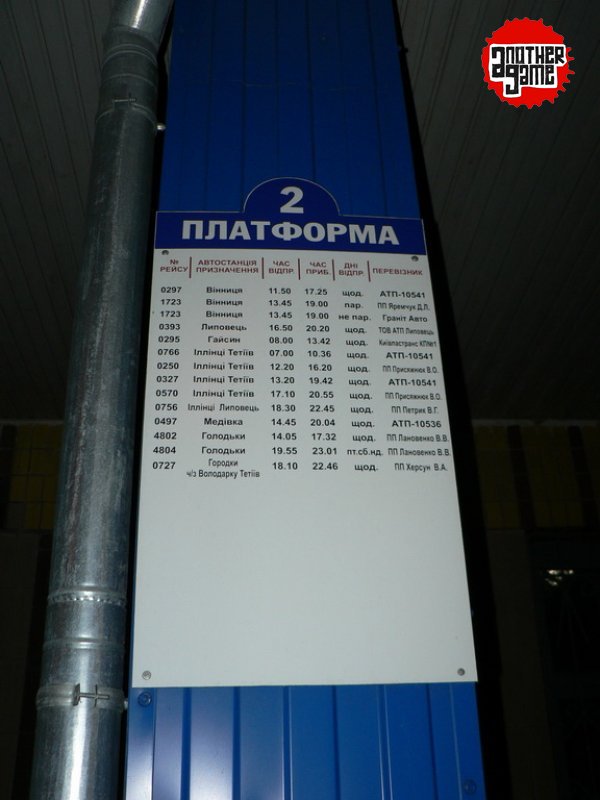 another
game
2
ПЛАТФОРМА
№ РЕЙСУ АВТОСТАНЦІЯ ПРИЗНАЧЕННЯ ЧАС ВІДПР. ЧАС ПРИБ. ДНІ ВІДПР. ПЕРЕВІЗНИК
0297 Вінниця 11.50 17.25 щод. АТП-10541
1723 Вінниця 13.45 19.00 пар. ПП Яремчук Д.Л.
1723 Вінниця 13.45 19.00 не пар. Граніт Авто
0393 Липовець 16.50 20.20 щод. ТОВ АТП Липовець
0295 Гайсин 08.00 13.42 щод. Київпастранс КП№1
0766 Іллінці Тетіїв 07.00 10.36 щод. АТП-10541
0250 Іллінці Тетіїв 12.20 16.20 щод. ПП Присяжнюк В.О.
0327 Іллінці Тетіїв 13.20 19.42 щод. АТП-10541
0570 Іллінці Тетіїв 17.10 20.55 щод. ПП Присяжнюк В.О.
0756 Іллінці Липовець 18.30 22.45 щод. ПП Петрик В.Г.
0497 Медівка 14.45 20.04 щод. АТП-10536
4802 Голодьки 14.05 17.32 щод. ПП Лановенко В.В.
4804 Голодьки 19.55 23.01 пт.сб.нд. ПП Лановенко В.В.
0727 Городки 18.10 22.46 щод. ПП Херсун В.А.
ч/з Володарку Тетіїв